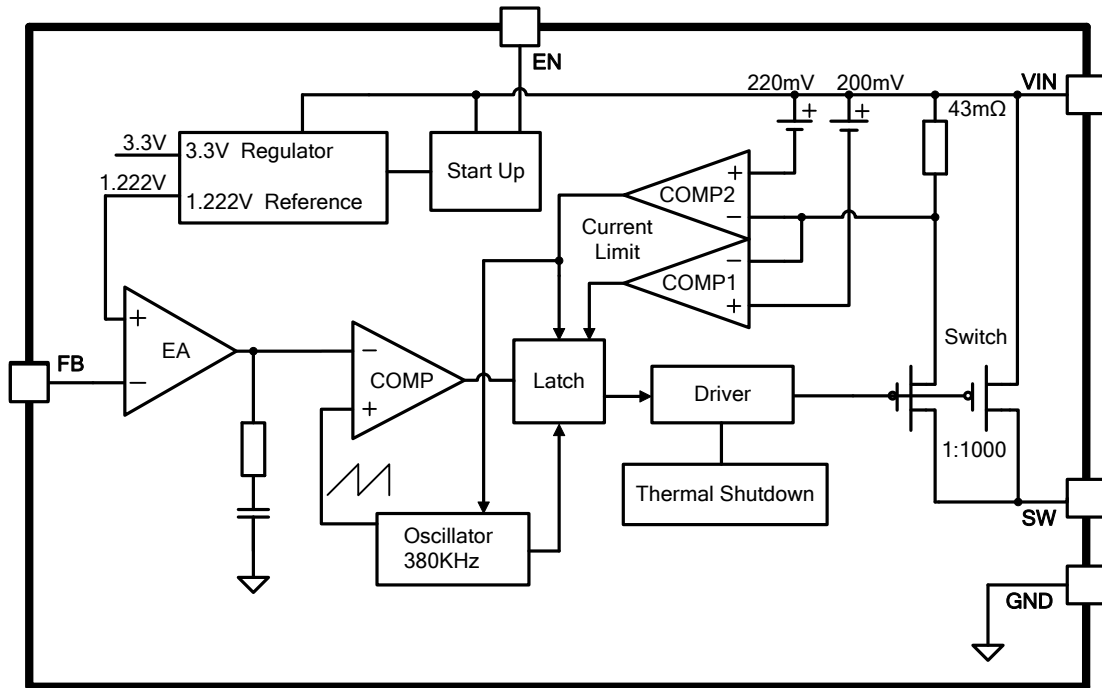 EN
220mV
200mV
VIN
+
+
43mΩ
3.3V
3.3V Regulator
Start Up
1.222V
1.222V Reference
+
COMP2
−
Current
Limit
−
COMP1
+
+
EA
−
FB
−
COMP
+
Latch
Driver
Switch
1:1000
Thermal Shutdown
Oscillator
380KHz
SW
GND